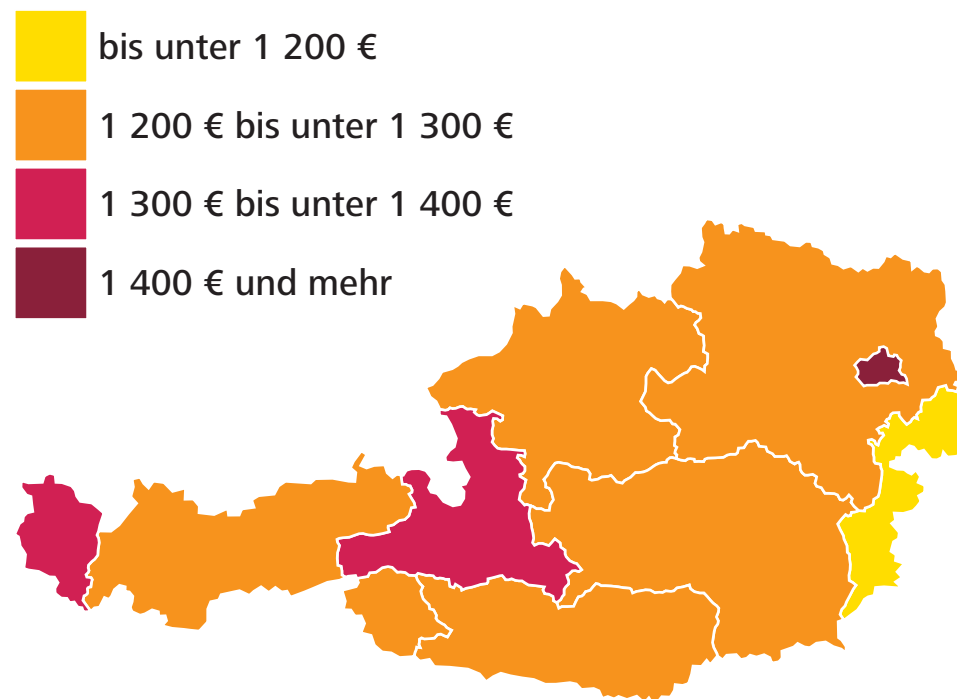 bis unter 1 200 €
1 200 € bis unter 1 300 €
1 300 € bis unter 1 400 €
1 400 € und mehr